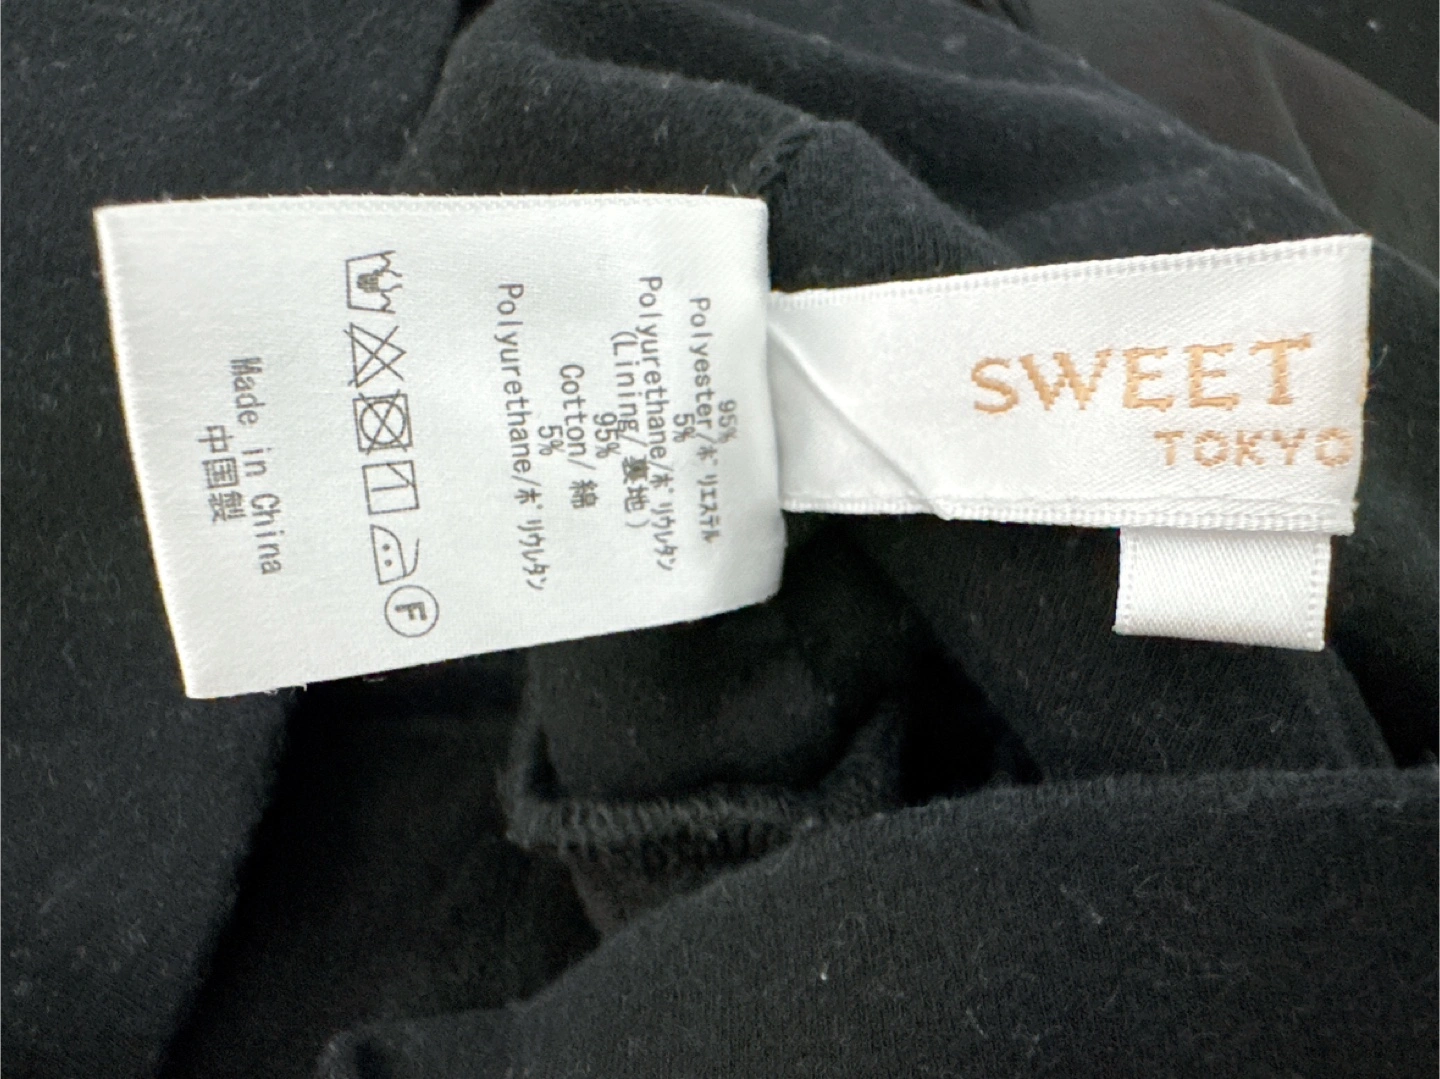 95%
Polyester/ポリエステル
5%
Polyurethane/ポリウレタン
(Lining/裏地)
95%
Cotton/綿
5%
Polyurethane/ポリウレタン
F
Made in China
中国製
SWEET
TOKYO